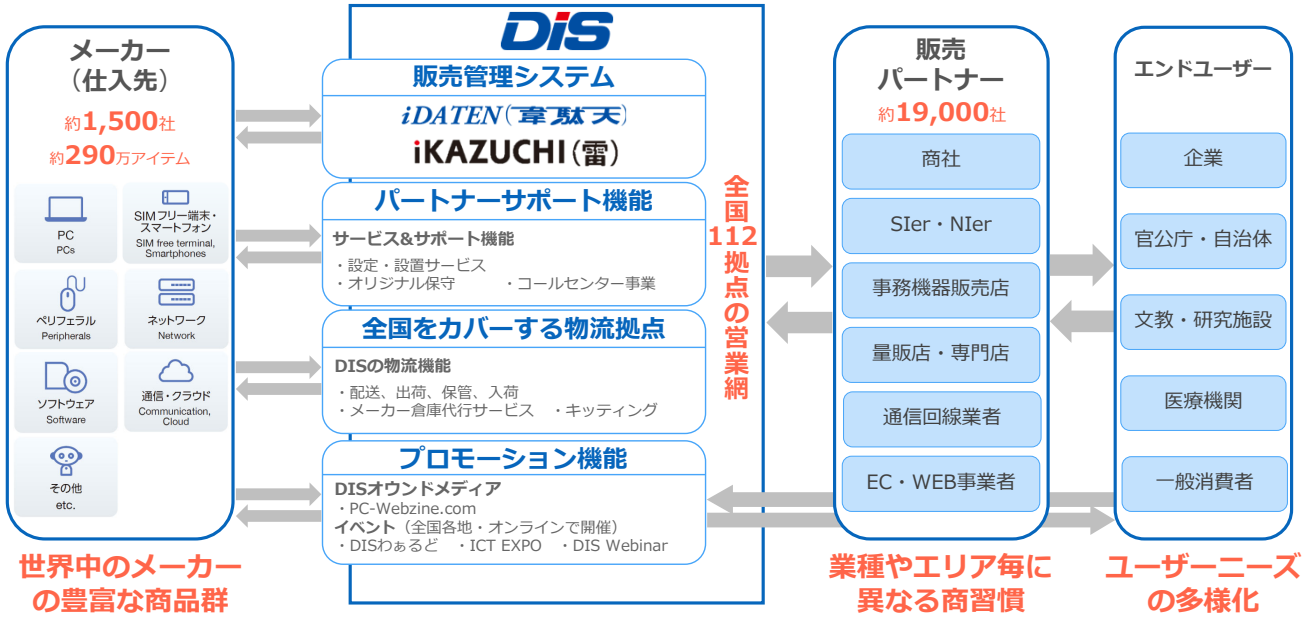 メーカー
（仕入先）
約1,500社
約290万アイテム
PC
PCs
SIMフリー端末・
スマートフォン
SIM free terminal,
Smartphones
ペリフェラル
Peripherals
ネットワーク
Network
ソフトウェア
Software
通信・クラウド
Communication,
Cloud
その他
etc.
世界中のメーカー
の豊富な商品群
DiS
販売管理システム
iDATEN(韋駄天)
iKAZUCHI(雷)
パートナーサポート機能
サービス&サポート機能
・設定・設置サービス
・オリジナル保守 ・コールセンター事業
全国をカバーする物流拠点
DISの物流機能
・配送、出荷、保管、入荷
・メーカー倉庫代行サービス ・キッティング
プロモーション機能
DISオウンドメディア
・PC-Webzine.com
イベント（全国各地・オンラインで開催）
・DISわぁるど ・ICT EXPO ・DIS Webinar
全国112拠点の営業網
販売
パートナー
約19,000社
商社
SIer・NIer
事務機器販売店
量販店・専門店
通信回線業者
EC・WEB事業者
業種やエリア毎に
異なる商習慣
エンドユーザー
企業
官公庁・自治体
文教・研究施設
医療機関
一般消費者
ユーザーニーズ
の多様化